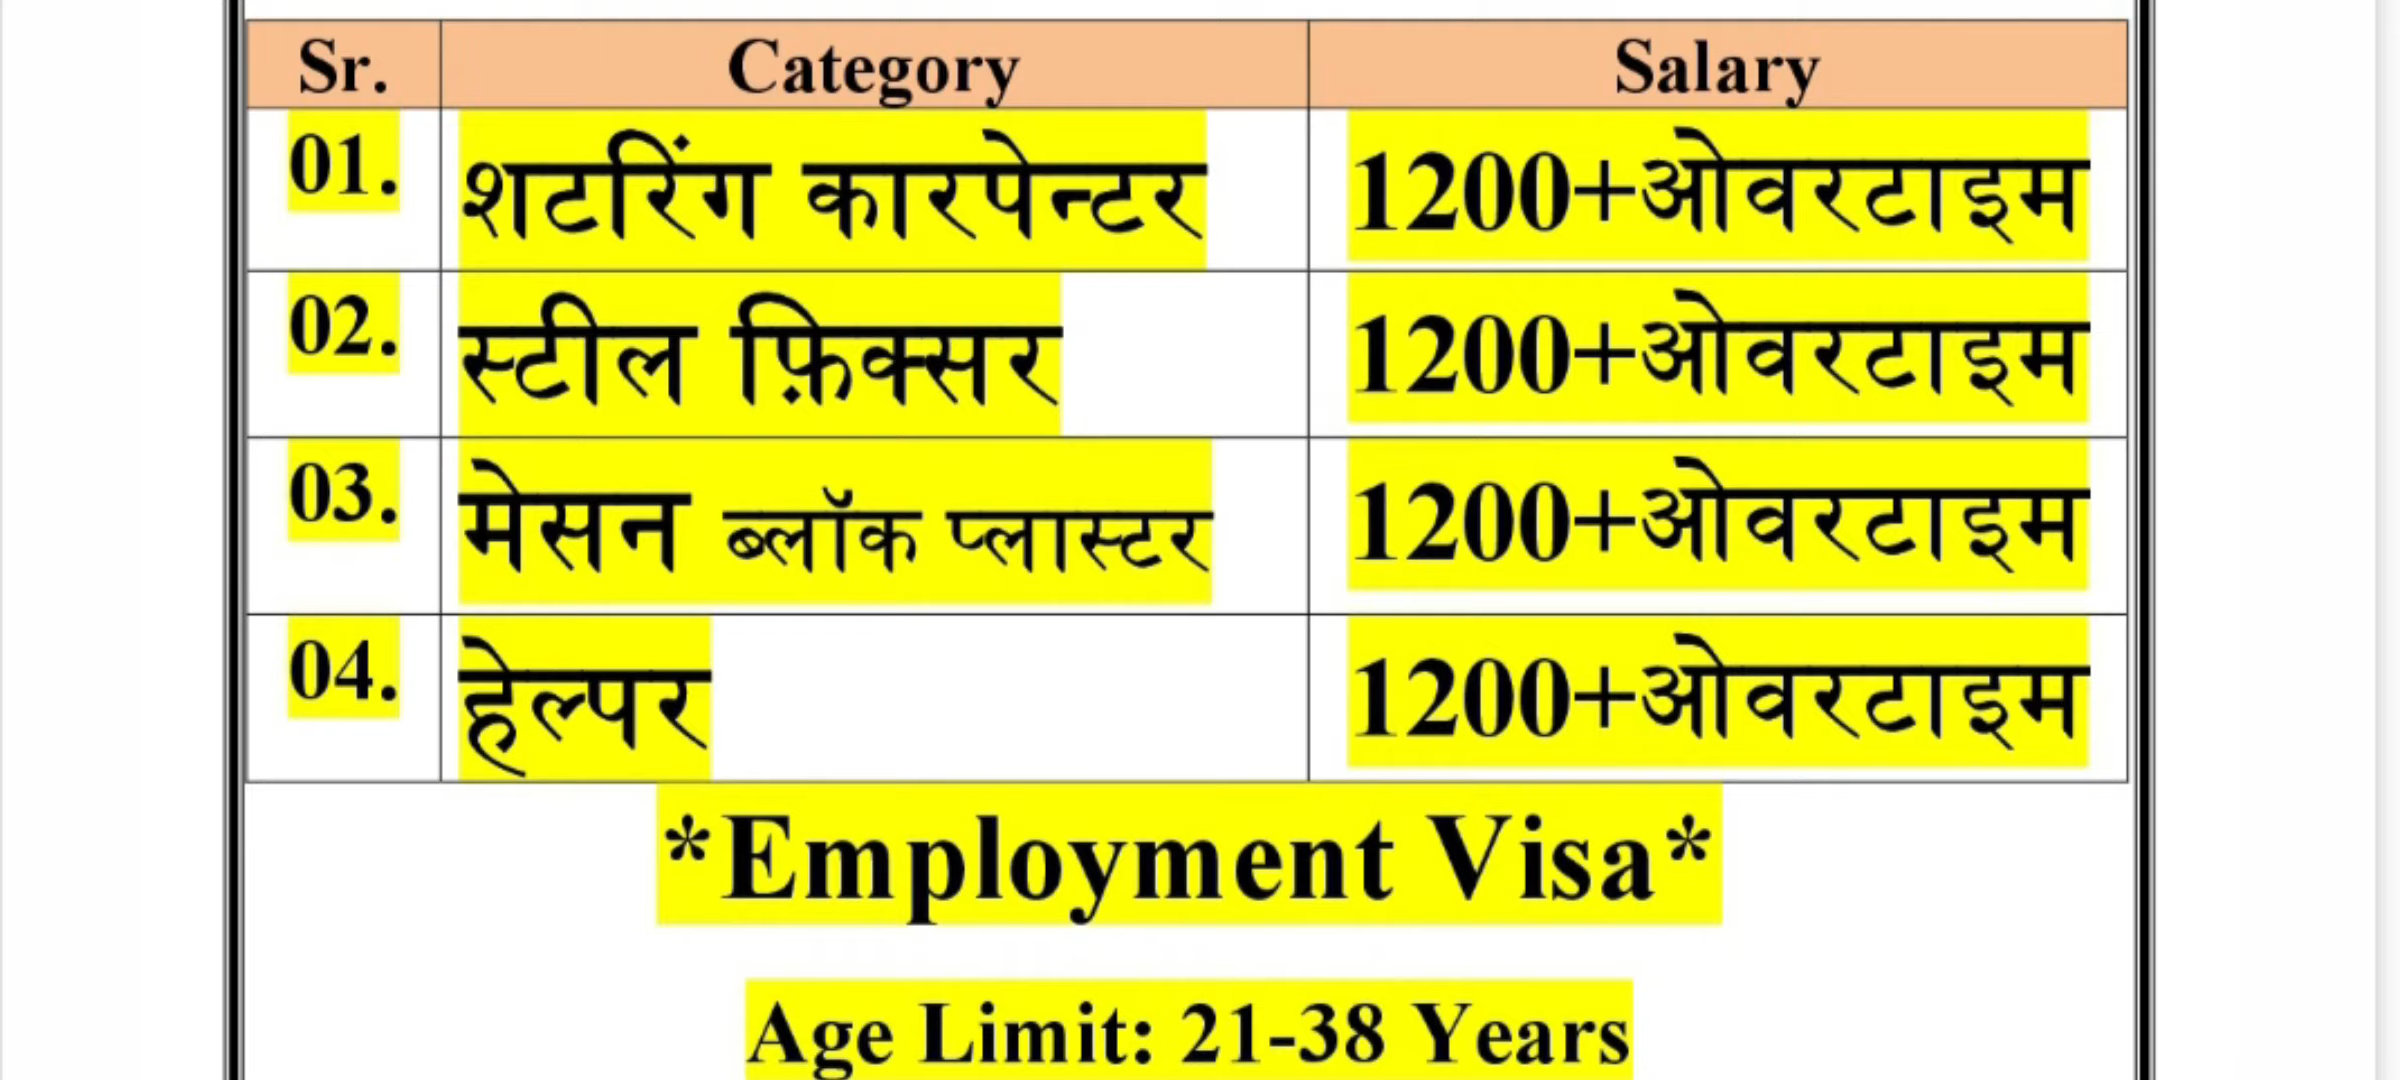 Sr. Category Salary
01. शटरिंग कारपेन्टर 1200+ओवरटाइम
02. स्टील फ़िक्सर 1200+ओवरटाइम
03. मेसन ब्लॉक प्लास्टर 1200+ओवरटाइम
04. हेल्पर 1200+ओवरटाइम
*Employment Visa*
Age Limit: 21-38 Years